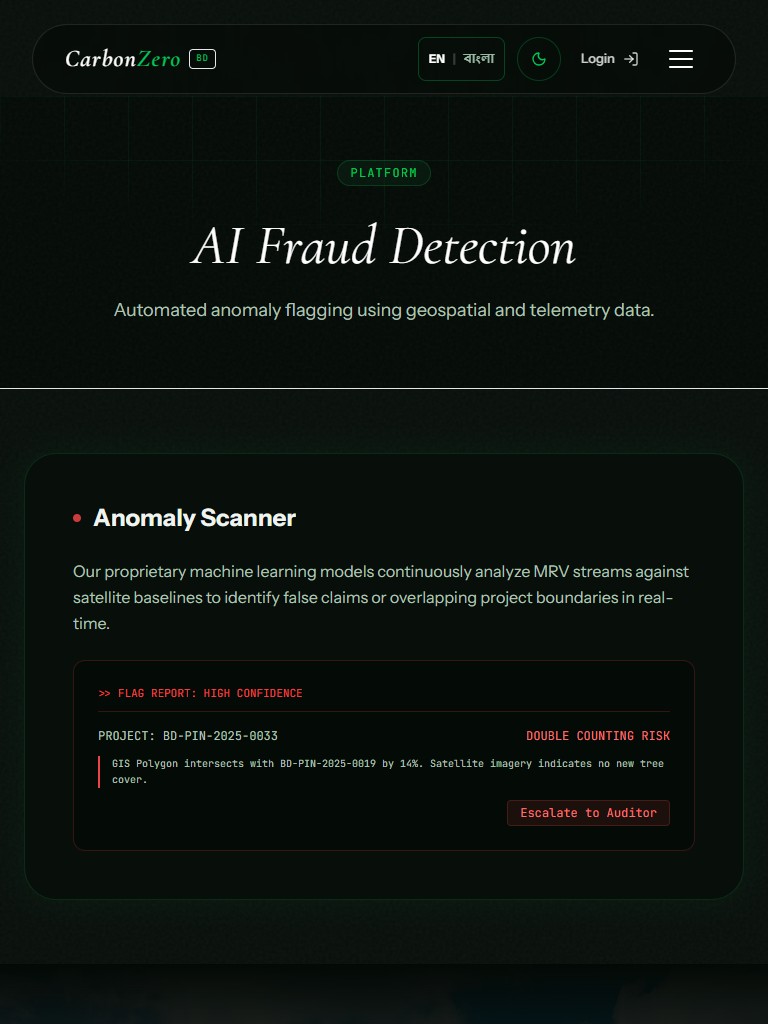 CarbonZero BD
EN | বাংলা
Login
PLATFORM
AI Fraud Detection
Automated anomaly flagging using geospatial and telemetry data.
Anomaly Scanner
Our proprietary machine learning models continuously analyze MRV streams against
satellite baselines to identify false claims or overlapping project boundaries in real-
time.
>> FLAG REPORT: HIGH CONFIDENCE
PROJECT: BD-PIN-2025-0033
DOUBLE COUNTING RISK
GIS Polygon intersects with BD-PIN-2025-0019 by 14%. Satellite imagery indicates no new tree
cover.
Escalate to Auditor